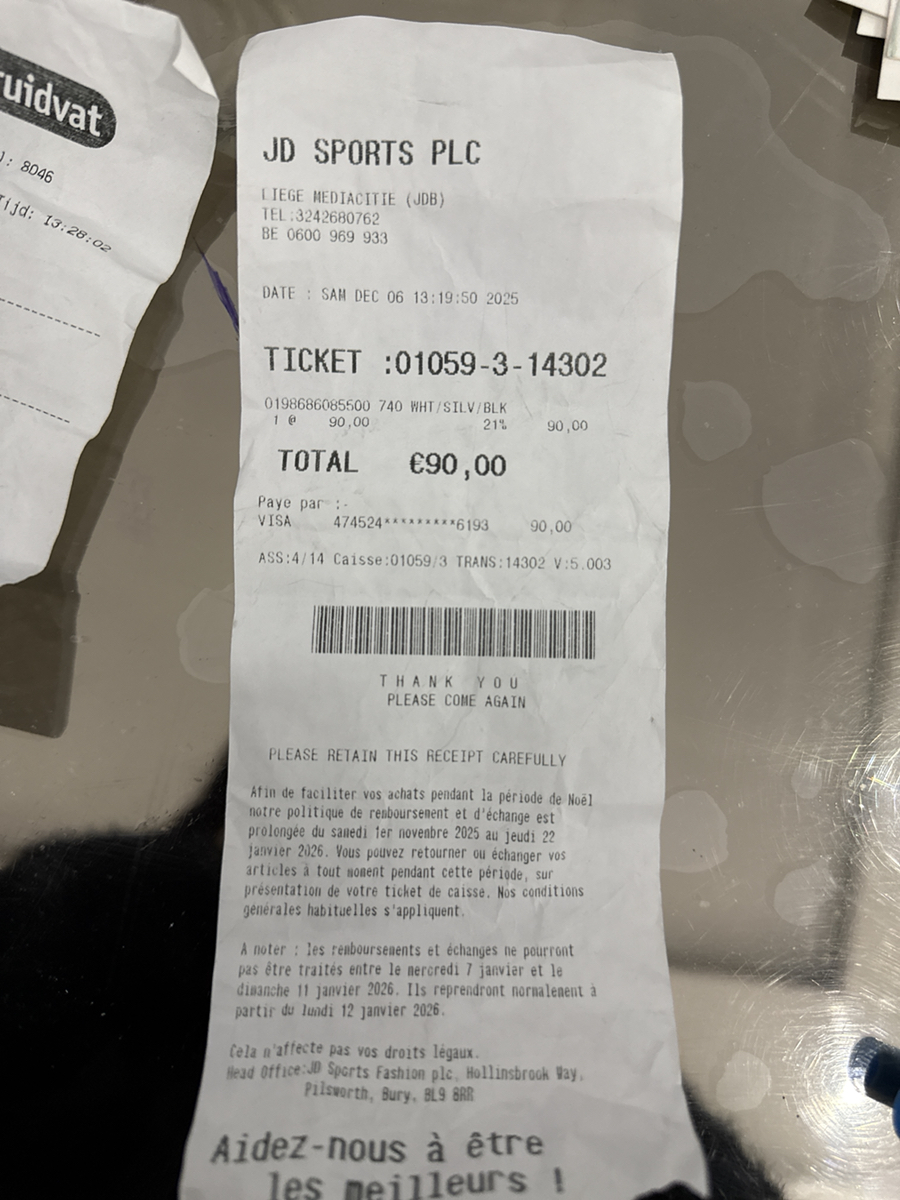 uidvat
: 8046
ijd: 13:28:02
JD SPORTS PLC
LIEGE MEDIACITIE (JDB)
TEL:3242680762
BE 0600 969 933
DATE : SAM DEC 06 13:19:50 2025
TICKET :01059-3-14302
0198686085500 740 WHT/SILV/BLK
1 @ 90,00 21% 90,00
TOTAL €90,00
Paye par :-
VISA 474524*********6193 90,00
ASS:4/14 Caisse:01059/3 TRANS:14302 V:5.003
THANK YOU
PLEASE COME AGAIN
PLEASE RETAIN THIS RECEIPT CAREFULLY
Afin de faciliter vos achats pendant la période de Noël
notre politique de remboursement et d'échange est
prolongée du samedi 1er novembre 2025 au jeudi 22
janvier 2026. Vous pouvez retourner ou échanger vos
articles à tout moment pendant cette période, sur
présentation de votre ticket de caisse. Nos conditions
générales habituelles s'appliquent.
A noter : les remboursements et échanges ne pourront
pas être traités entre le mercredi 7 janvier et le
dimanche 11 janvier 2026. Ils reprendront normalement à
partir du lundi 12 janvier 2026.
Cela n'affecte pas vos droits légaux.
Head Office:JD Sports Fashion plc, Hollinsbrook Way,
Pilsworth, Bury, BL9 8RR
Aidez-nous à être
les meilleurs !